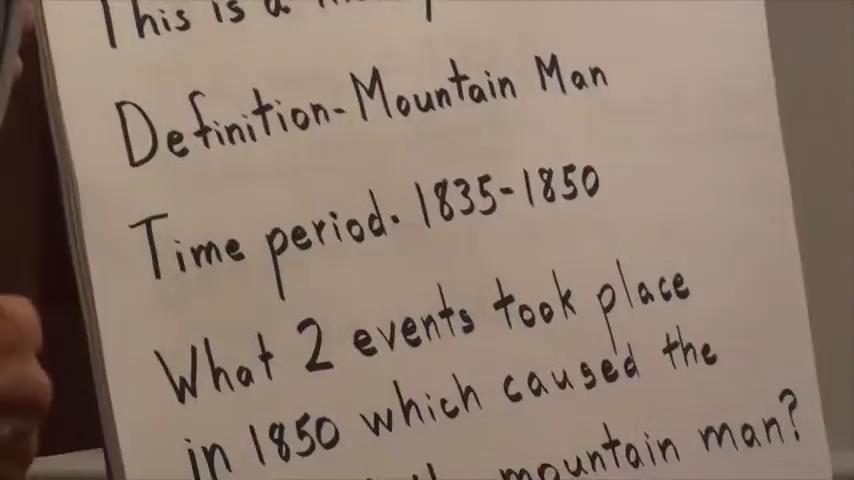 This is a
Definition-Mountain Man
Time period. 1835-1850
What 2 events took place
in 1850 which caused the
mountain man?